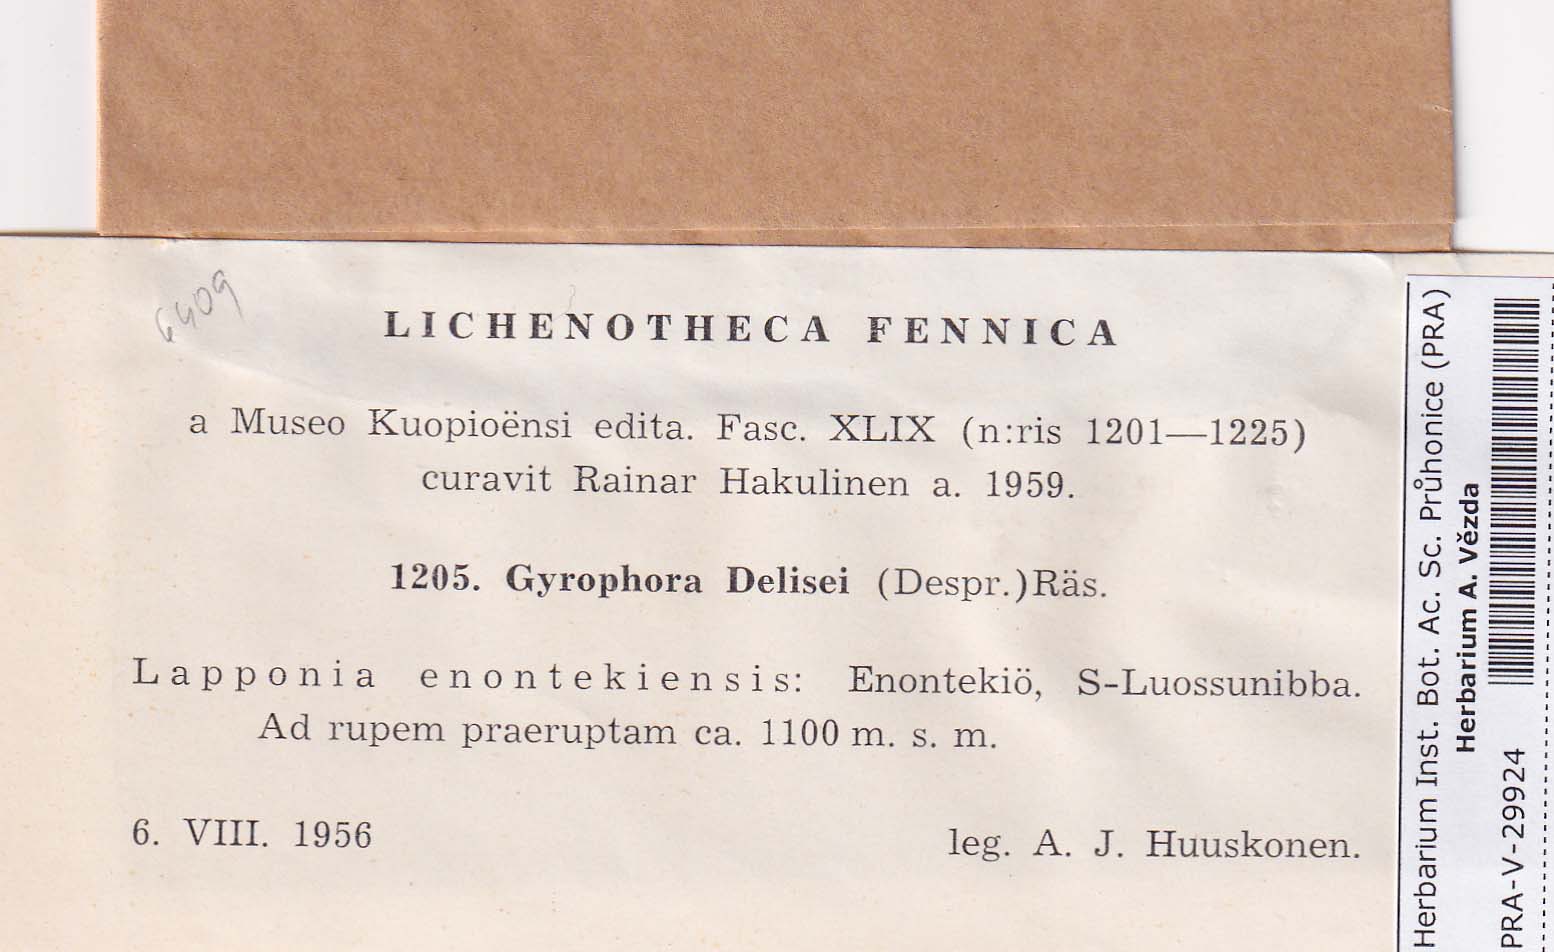 6409
LICHENOTHECA FENNICA
a Museo Kuopioënsi edita. Fasc. XLIX (n:ris 1201—1225)
curavit Rainar Hakulinen a. 1959.
1205. Gyrophora Delisei (Despr.) Räs.
Lapponia enontekiensis: Enontekiö, S-Luossunibba.
Ad rupem praeruptam ca. 1100 m. s. m.
6. VIII. 1956
leg. A. J. Huuskonen.
Herbarium Inst. Bot. Ac. Sc. Průhonice (PRA)
Herbarium A. Vězda
PRA-V-29924